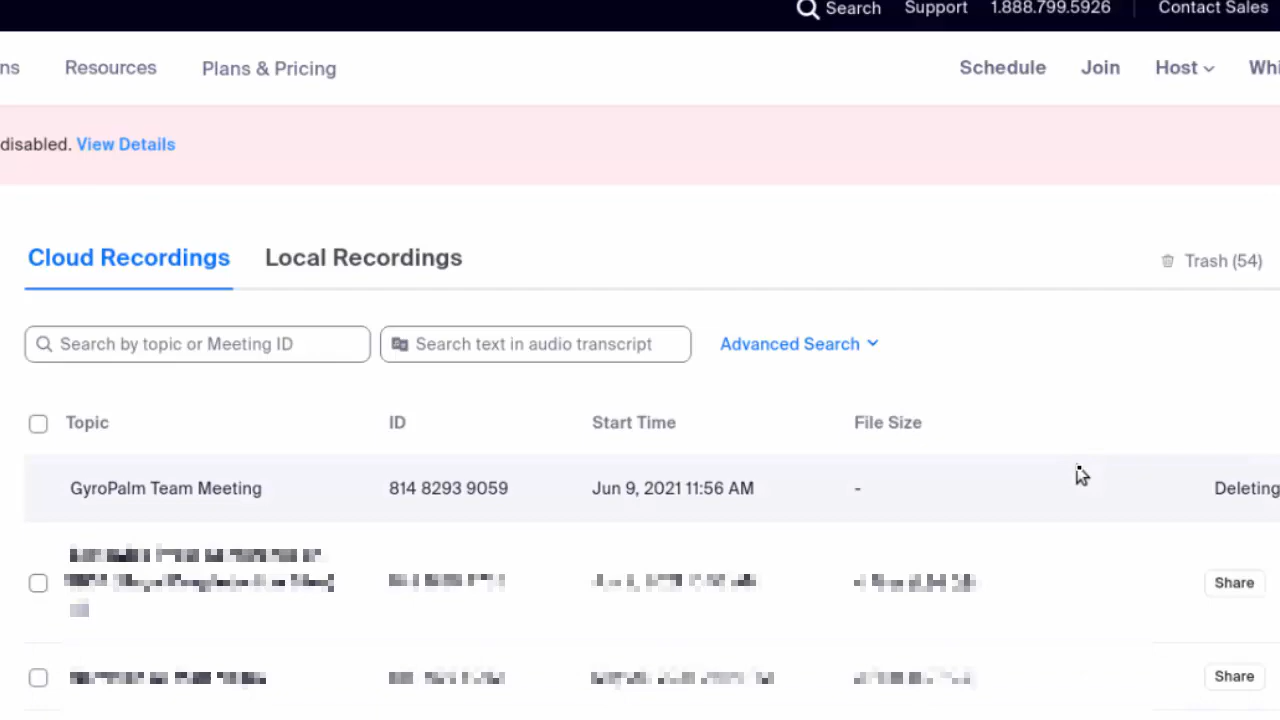 Search Support 1.888.799.5926 Contact Sales
ns Resources Plans & Pricing Schedule Join Host Whi
disabled. View Details
Cloud Recordings Local Recordings Trash (54)
Search by topic or Meeting ID Search text in audio transcript Advanced Search
Topic ID Start Time File Size
GyroPalm Team Meeting 814 8293 9059 Jun 9, 2021 11:56 AM - Deleting
Share
Share